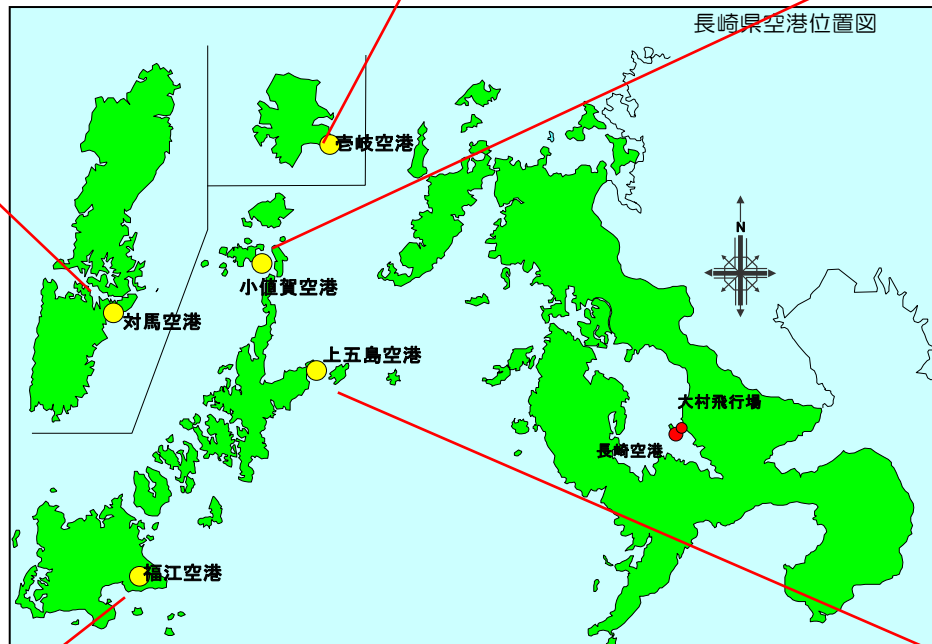 長崎県空港位置図
壱岐空港
N
小値賀空港
対馬空港
上五島空港
大村飛行場
長崎空港
福江空港